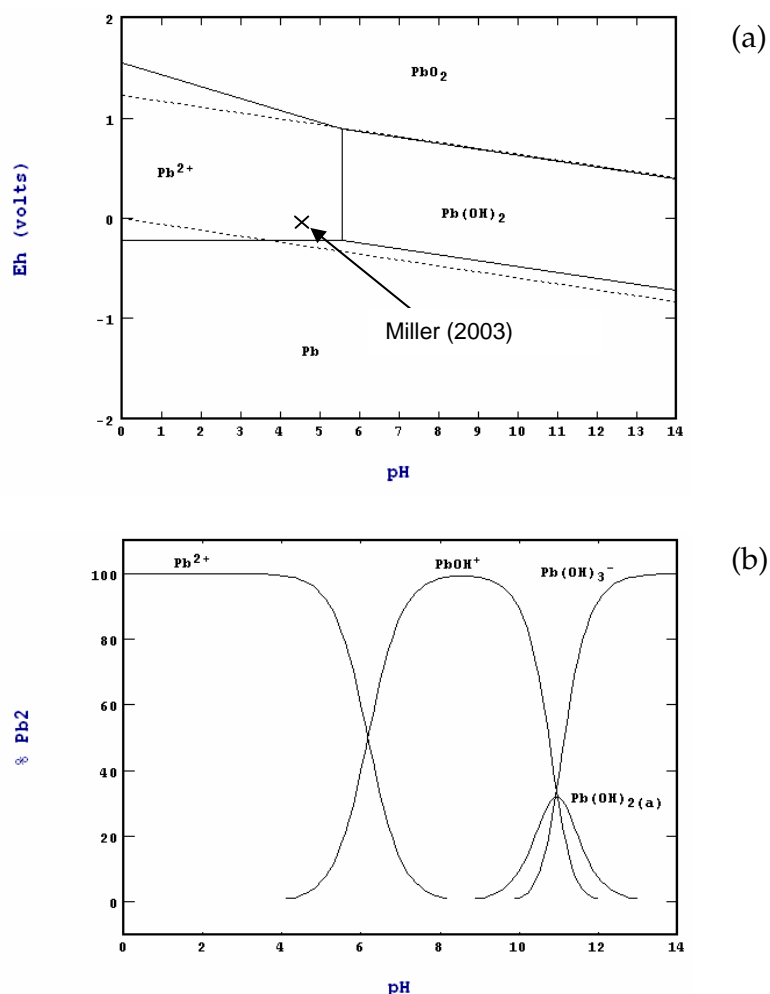 (a)
2
1
0
-1
-2
Eh (volts)
PbO2
Pb2+
Pb(OH)2
Miller (2003)
Pb
0 1 2 3 4 5 6 7 8 9 10 11 12 13 14
pH
(b)
100
80
60
40
20
0
% Pb2
Pb2+ PbOH+ Pb(OH)3-
Pb(OH)2(a)
0 2 4 6 8 10 12 14
pH